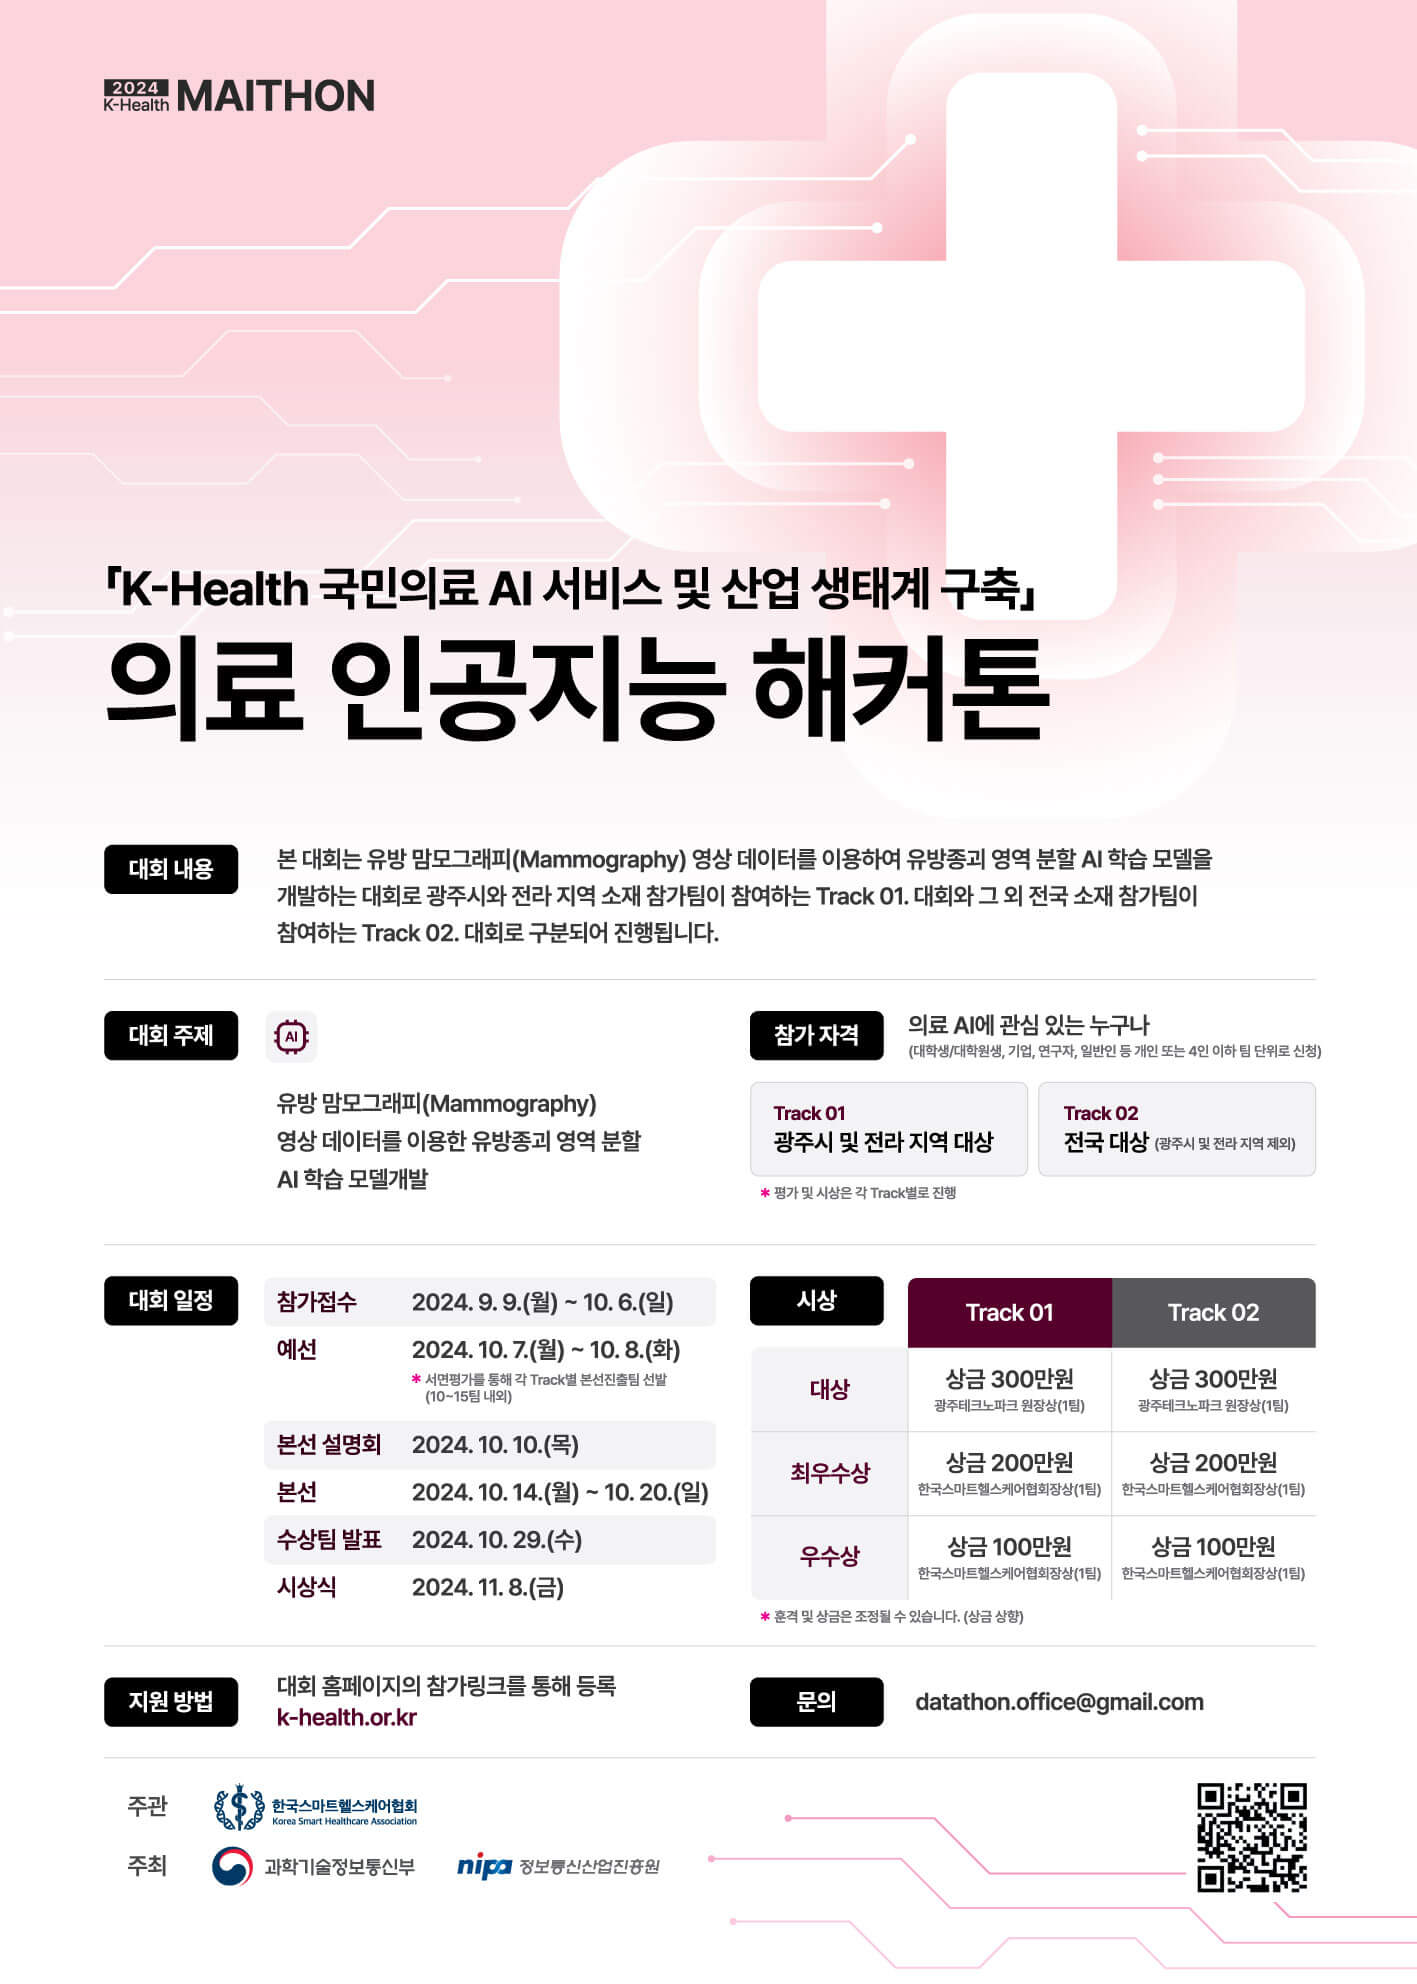 2024
K-Health MAITHON
「K-Health 국민의료 AI 서비스 및 산업 생태계 구축」
의료 인공지능 해커톤
대회 내용
본 대회는 유방 맘모그래피(Mammography) 영상 데이터를 이용하여 유방종괴 영역 분할 AI 학습 모델을
개발하는 대회로 광주시와 전라 지역 소재 참가팀이 참여하는 Track 01. 대회와 그 외 전국 소재 참가팀이
참여하는 Track 02. 대회로 구분되어 진행됩니다.
대회 주제
AI
유방 맘모그래피(Mammography)
영상 데이터를 이용한 유방종괴 영역 분할
AI 학습 모델개발
참가 자격
의료 AI에 관심 있는 누구나
(대학생/대학원생, 기업, 연구자, 일반인 등 개인 또는 4인 이하 팀 단위로 신청)
Track 01
광주시 및 전라 지역 대상
Track 02
전국 대상 (광주시 및 전라 지역 제외)
* 평가 및 시상은 각 Track별로 진행
대회 일정
참가접수 2024. 9. 9.(월) ~ 10. 6.(일)
예선 2024. 10. 7.(월) ~ 10. 8.(화)
* 서면평가를 통해 각 Track별 본선진출팀 선발
(10~15팀 내외)
본선 설명회 2024. 10. 10.(목)
본선 2024. 10. 14.(월) ~ 10. 20.(일)
수상팀 발표 2024. 10. 29.(수)
시상식 2024. 11. 8.(금)
시상
Track 01 Track 02
대상 상금 300만원 상금 300만원
광주테크노파크 원장상(1팀) 광주테크노파크 원장상(1팀)
최우수상 상금 200만원 상금 200만원
한국스마트헬스케어협회장상(1팀) 한국스마트헬스케어협회장상(1팀)
우수상 상금 100만원 상금 100만원
한국스마트헬스케어협회장상(1팀) 한국스마트헬스케어협회장상(1팀)
* 훈격 및 상금은 조정될 수 있습니다. (상금 상향)
지원 방법
대회 홈페이지의 참가링크를 통해 등록
k-health.or.kr
문의
datathon.office@gmail.com
주관
한국스마트헬스케어협회
Korea Smart Healthcare Association
주최
과학기술정보통신부
nipa 정보통신산업진흥원